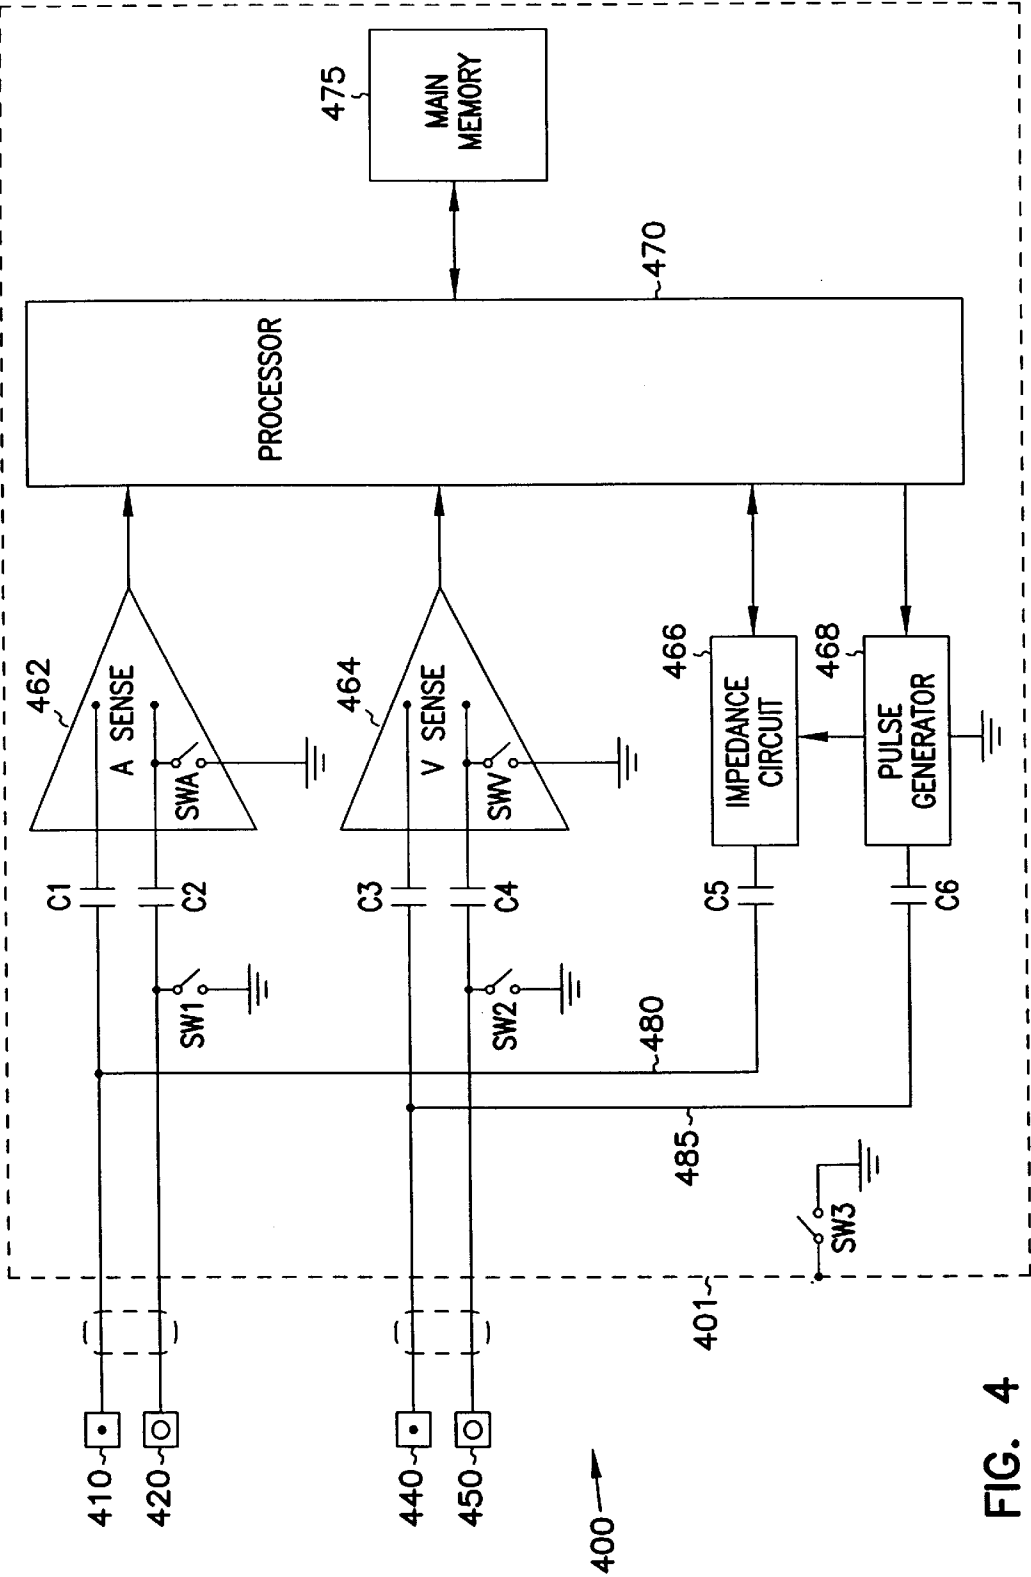 475
MAIN
MEMORY
470
PROCESSOR
462
A SENSE
SWA
464
V SENSE
SWV
466
IMPEDANCE
CIRCUIT
468
PULSE
GENERATOR
C1
C2
C3
C4
C5
C6
SW1
SW2
480
485
SW3
401
410
420
440
450
400
FIG. 4